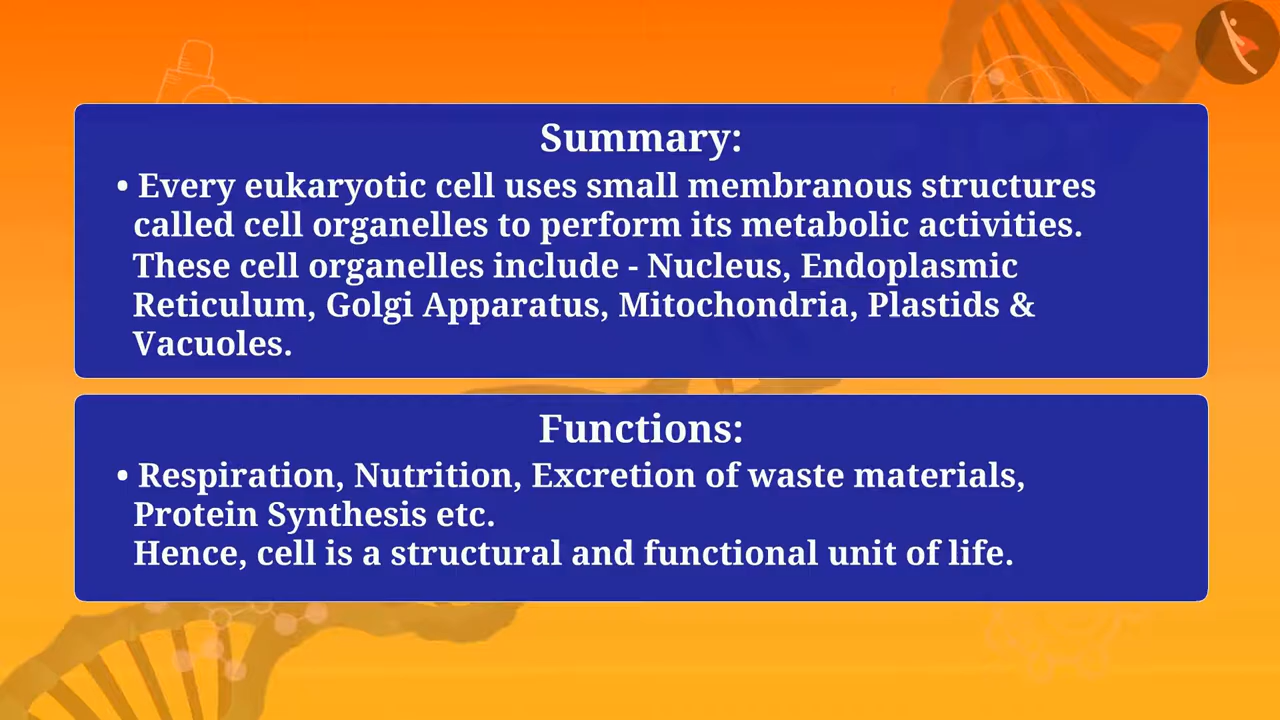 Summary:
• Every eukaryotic cell uses small membranous structures
called cell organelles to perform its metabolic activities.
These cell organelles include - Nucleus, Endoplasmic
Reticulum, Golgi Apparatus, Mitochondria, Plastids &
Vacuoles.
Functions:
• Respiration, Nutrition, Excretion of waste materials,
Protein Synthesis etc.
Hence, cell is a structural and functional unit of life.